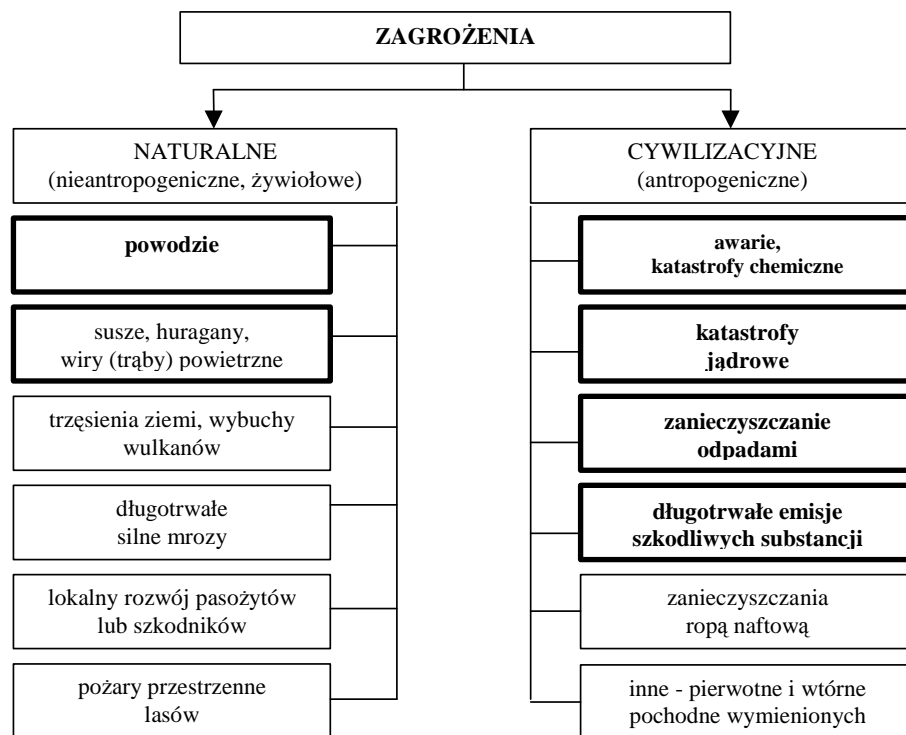 ZAGROŻENIA
NATURALNE
(nieantropogeniczne, żywiołowe)
powodzie
susze, huragany,
wiry (trąby) powietrzne
trzęsienia ziemi, wybuchy
wulkanów
długotrwałe
silne mrozy
lokalny rozwój pasożytów
lub szkodników
pożary przestrzenne
lasów
CYWILIZACYJNE
(antropogeniczne)
awarie,
katastrofy chemiczne
katastrofy
jądrowe
zanieczyszczanie
odpadami
długotrwałe emisje
szkodliwych substancji
zanieczyszczania
ropą naftową
inne - pierwotne i wtórne
pochodne wymienionych